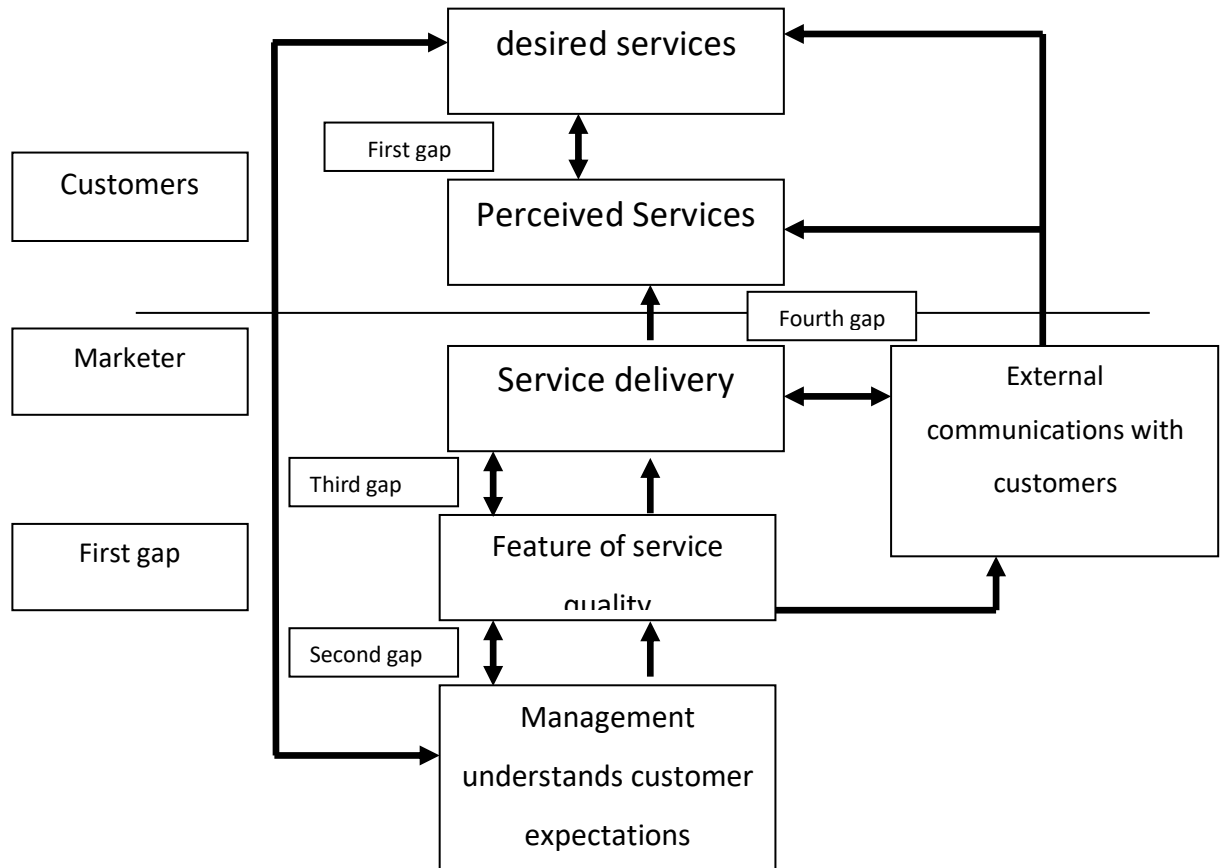 desired services
First gap
Customers
Perceived Services
Fourth gap
Marketer
Service delivery
External
communications with
customers
Third gap
First gap
Feature of service
quality
Second gap
Management
understands customer
expectations